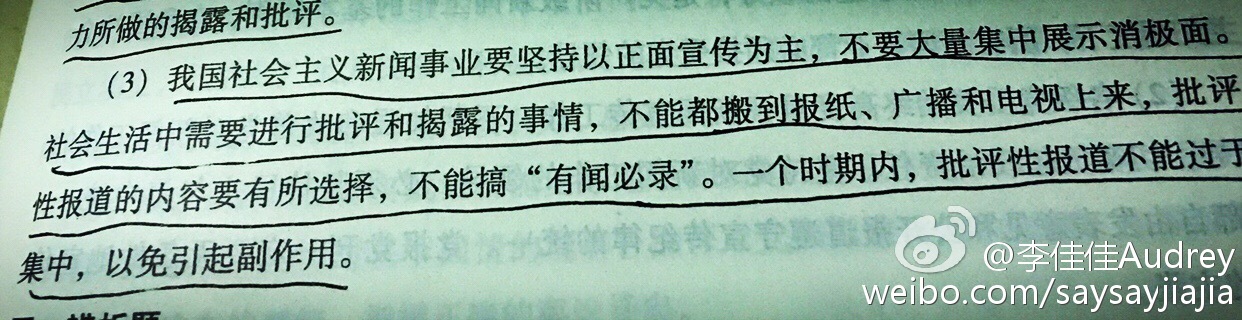 力所做的揭露和批评。
（3）我国社会主义新闻事业要坚持以正面宣传为主，不要大量集中展示消极面。
社会生活中需要进行批评和揭露的事情，不能都搬到报纸、广播和电视上来，批评
性报道的内容要有所选择，不能搞“有闻必录”。一个时期内，批评性报道不能过于
集中，以免引起副作用。
@李佳佳Audrey
weibo.com/saysayjiajia